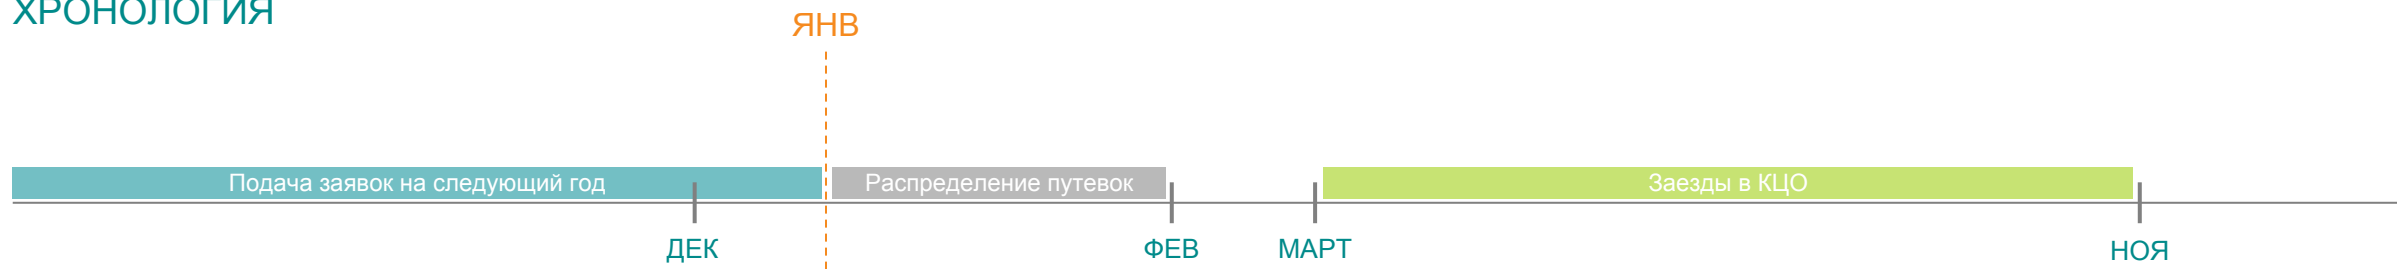 ХРОНОЛОГИЯ
ЯНВ
Подача заявок на следующий год
Распределение путевок
Заезды в КЦО
ДЕК
ФЕВ
МАРТ
НОЯ